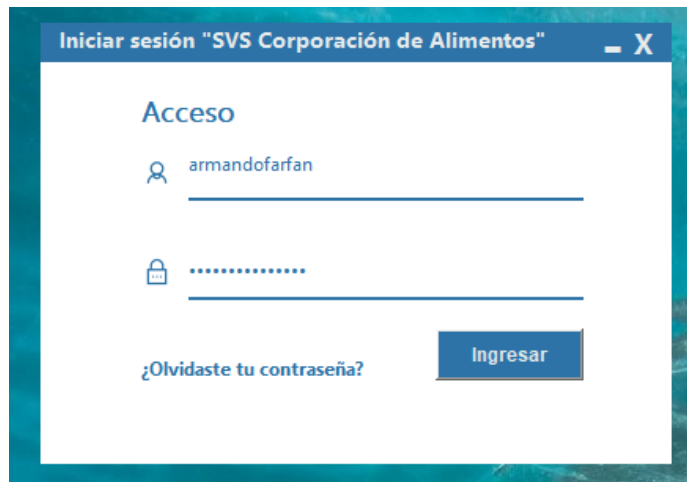 Iniciar sesión "SVS Corporación de Alimentos"
Acceso
armandofarfan
•••••••••••••••
¿Olvidaste tu contraseña?
Ingresar